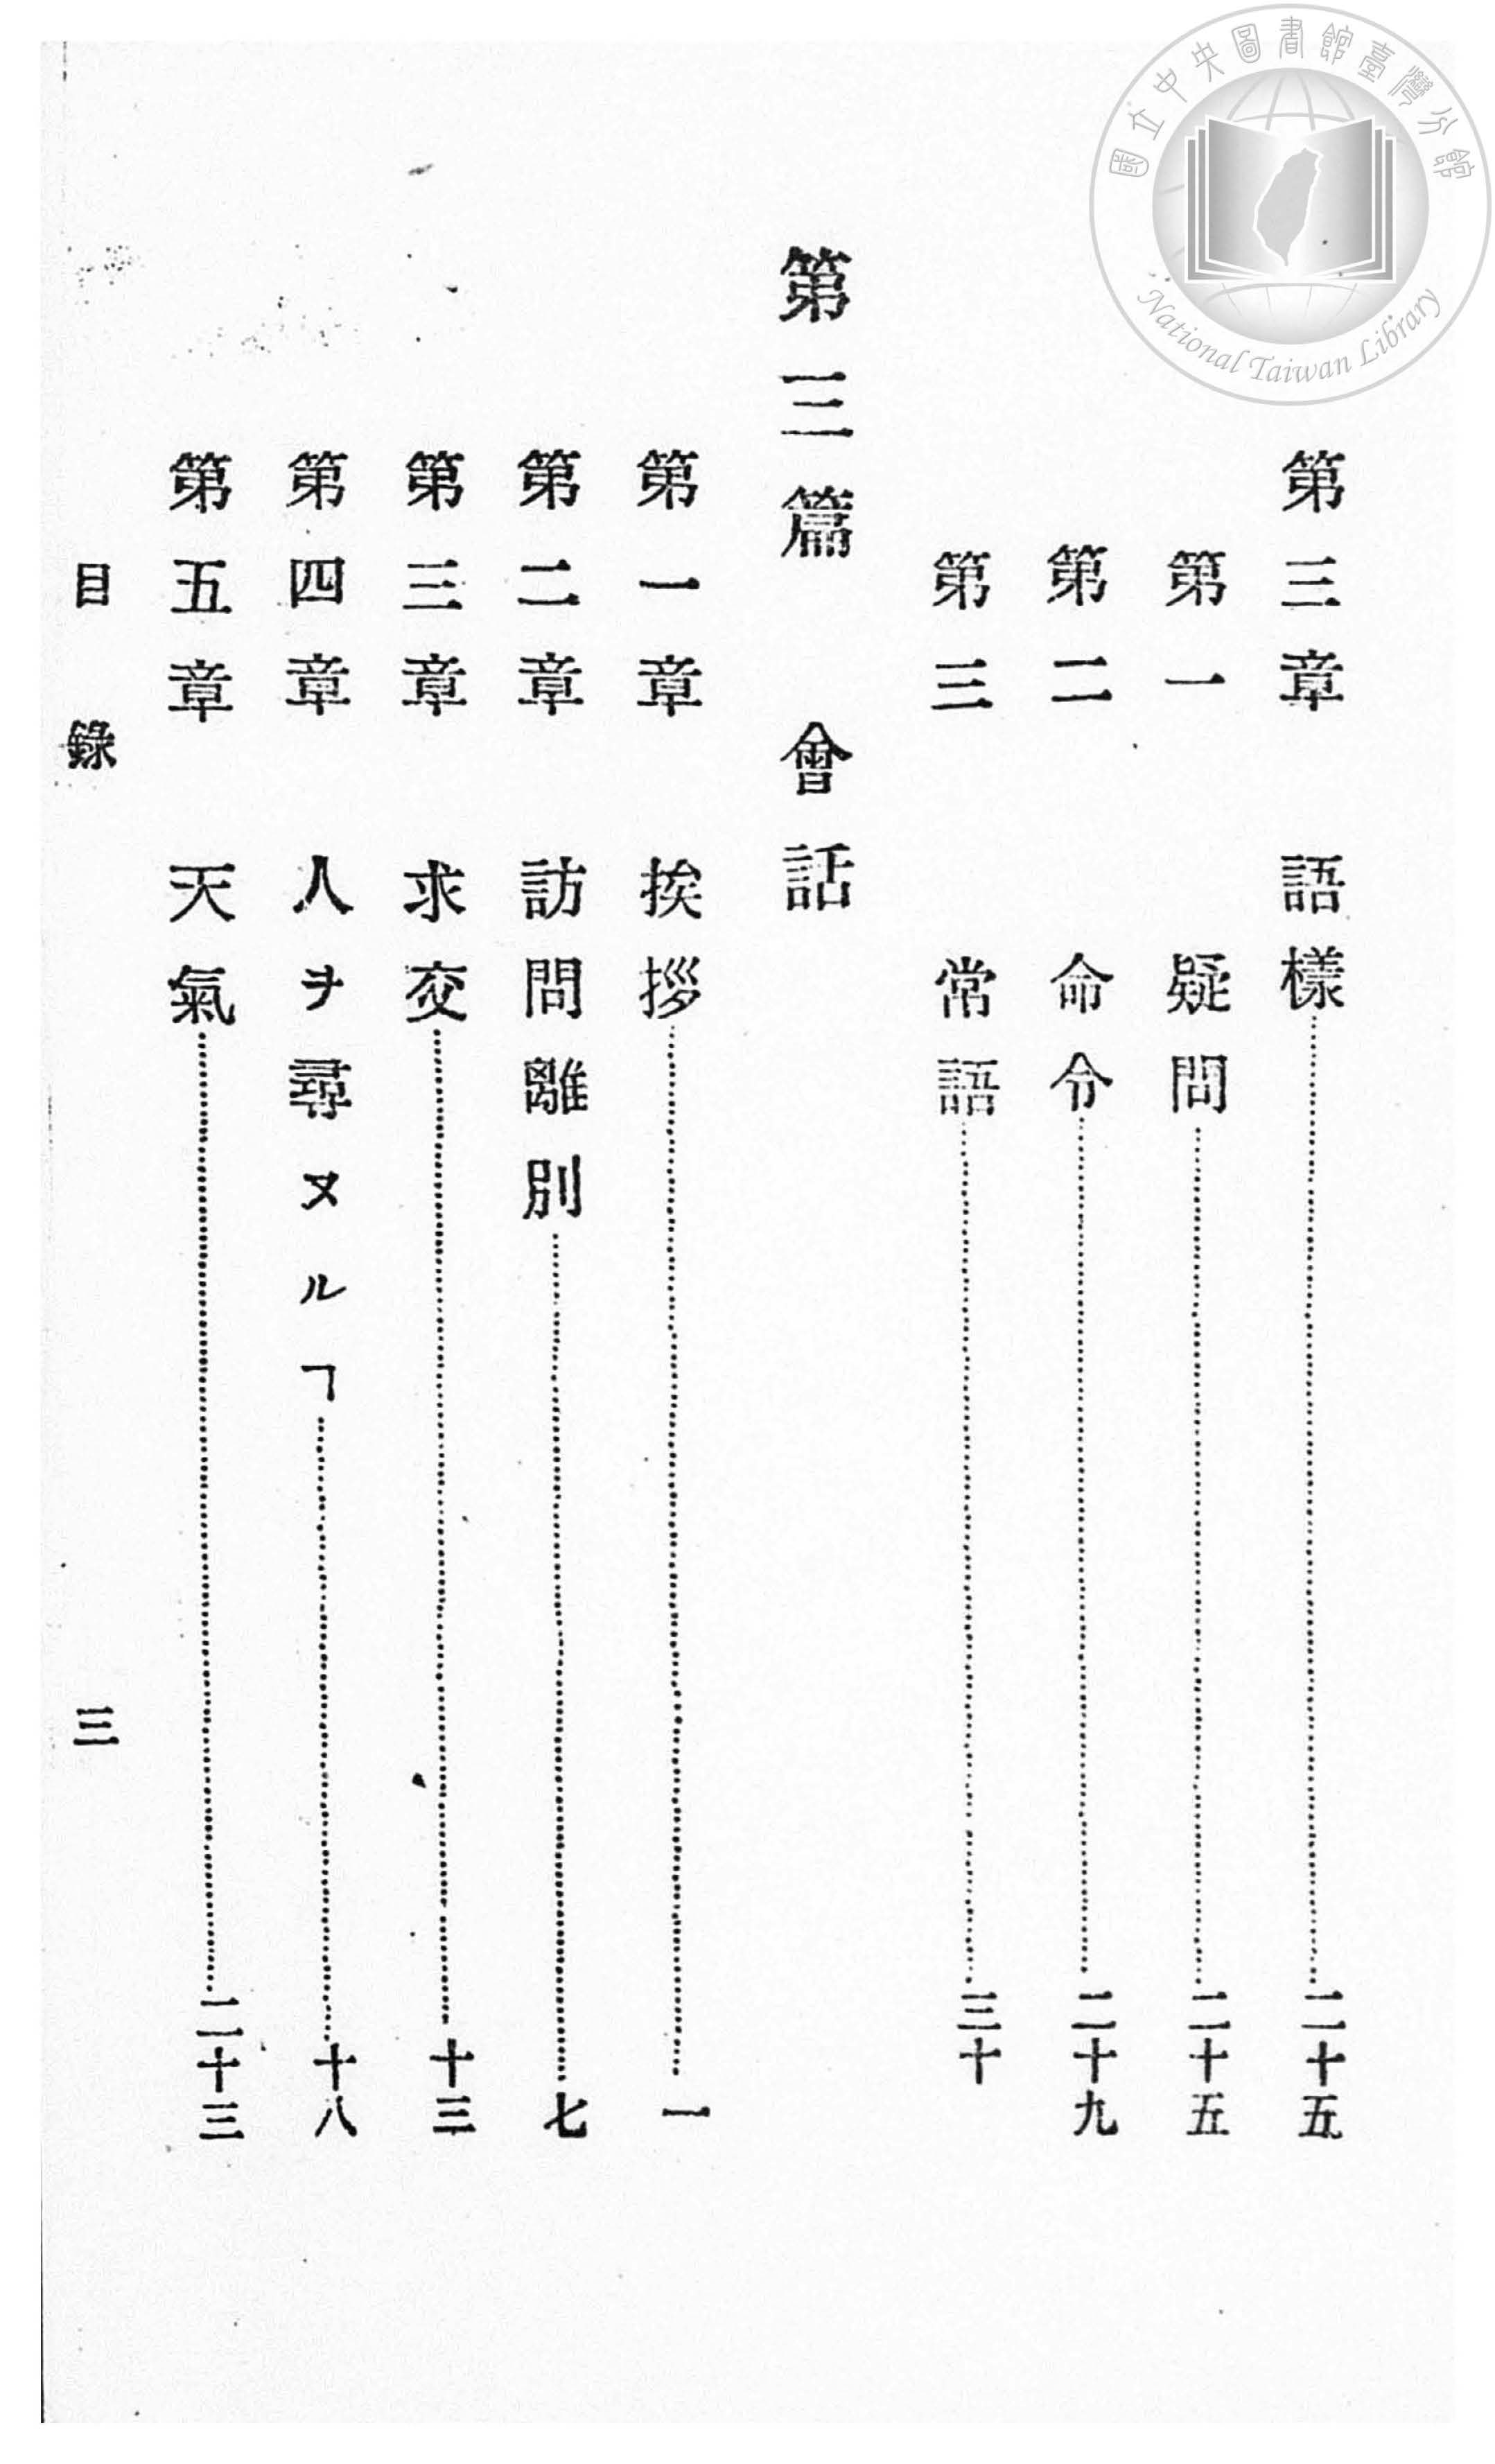 國立中央圖書館臺灣分館
National Taiwan Library
第三章 語樣……二十五
第一 疑問……二十五
第二 命令……二十九
第三 常語……三十
第三篇 會話
第一章 挨拶……一
第二章 訪問離別……七
第三章 求交……十三
第四章 人ヲ尋ヌルヿ……十八
第五章 天氣……二十三
目錄 三